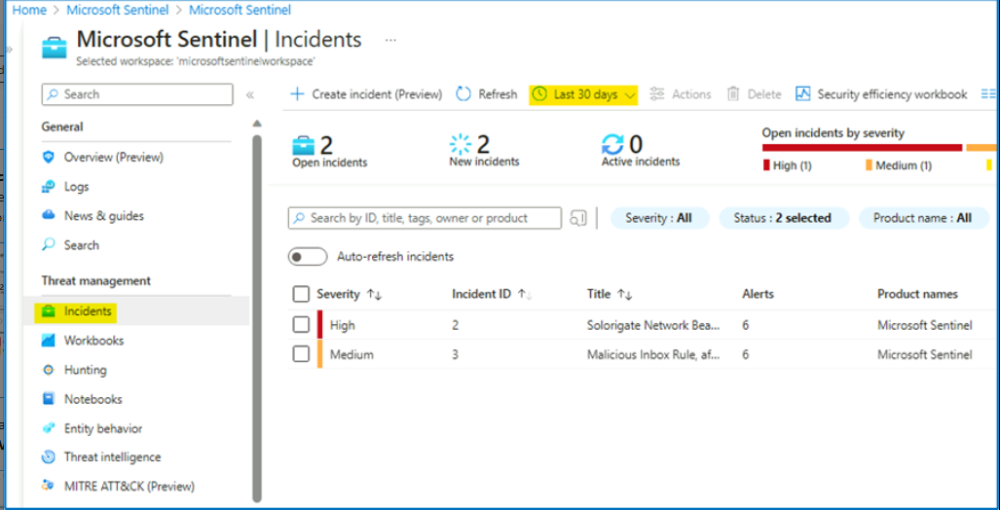 Home > Microsoft Sentinel > Microsoft Sentinel
Microsoft Sentinel | Incidents ...
Selected workspace: 'microsoftsentinelworkspace'
Search
General
Overview (Preview)
Logs
News & guides
Search
Threat management
Incidents
Workbooks
Hunting
Notebooks
Entity behavior
Threat intelligence
MITRE ATT&CK (Preview)
Create incident (Preview) Refresh Last 30 days Actions Delete Security efficiency workbook
2 Open incidents
2 New incidents
0 Active incidents
Open incidents by severity
High (1) Medium (1)
Search by ID, title, tags, owner or product Severity : All Status : 2 selected Product name : All
Auto-refresh incidents
Severity Incident ID Title Alerts Product names
High 2 Solorigate Network Bea... 6 Microsoft Sentinel
Medium 3 Malicious Inbox Rule, af... 6 Microsoft Sentinel